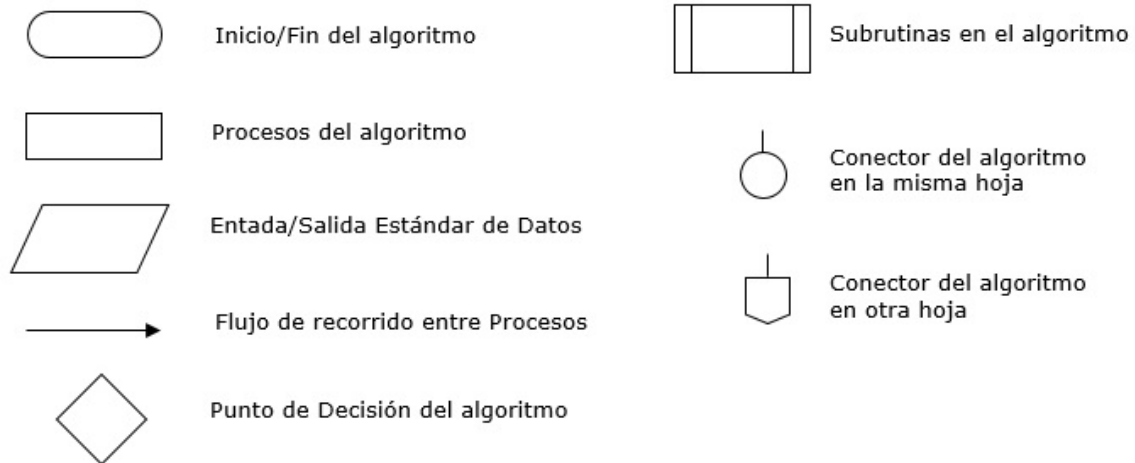 Inicio/Fin del algoritmo
Procesos del algoritmo
Entada/Salida Estándar de Datos
Flujo de recorrido entre Procesos
Punto de Decisión del algoritmo
Subrutinas en el algoritmo
Conector del algoritmo
en la misma hoja
Conector del algoritmo
en otra hoja